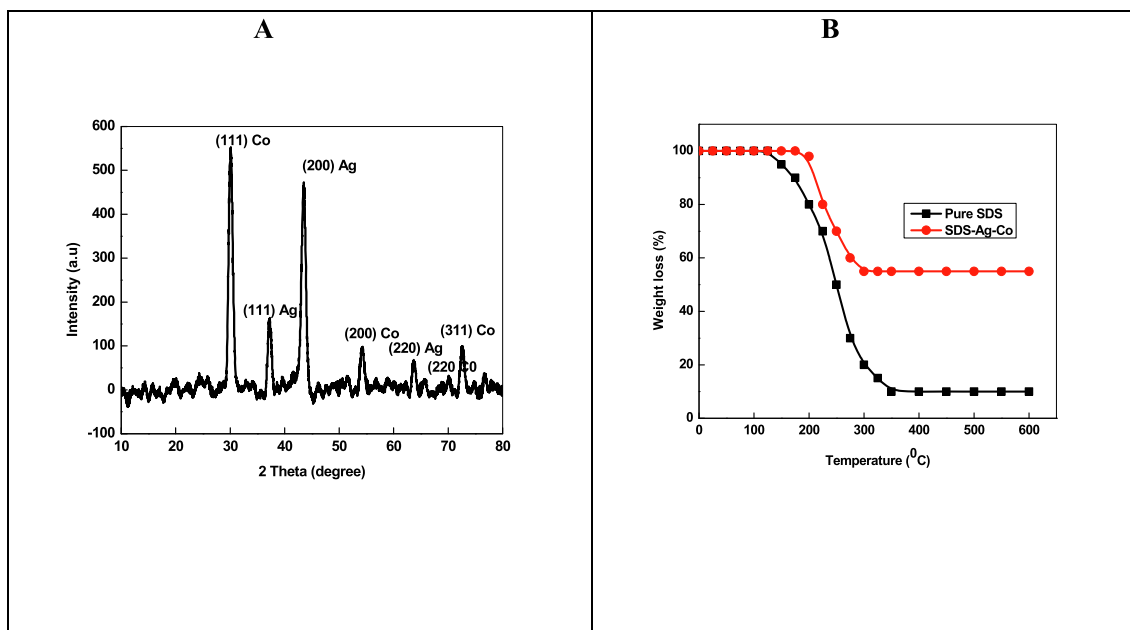 A
B
600
500
400
300
200
100
0
-100
Intensity (a.u)
(111) Co
(200) Ag
(111) Ag
(200) Co
(220) Ag
(220 C0
(311) Co
10 20 30 40 50 60 70 80
2 Theta (degree)
100
80
60
40
20
0
Weight loss (%)
Pure SDS
SDS-Ag-Co
0 100 200 300 400 500 600
Temperature (⁰C)